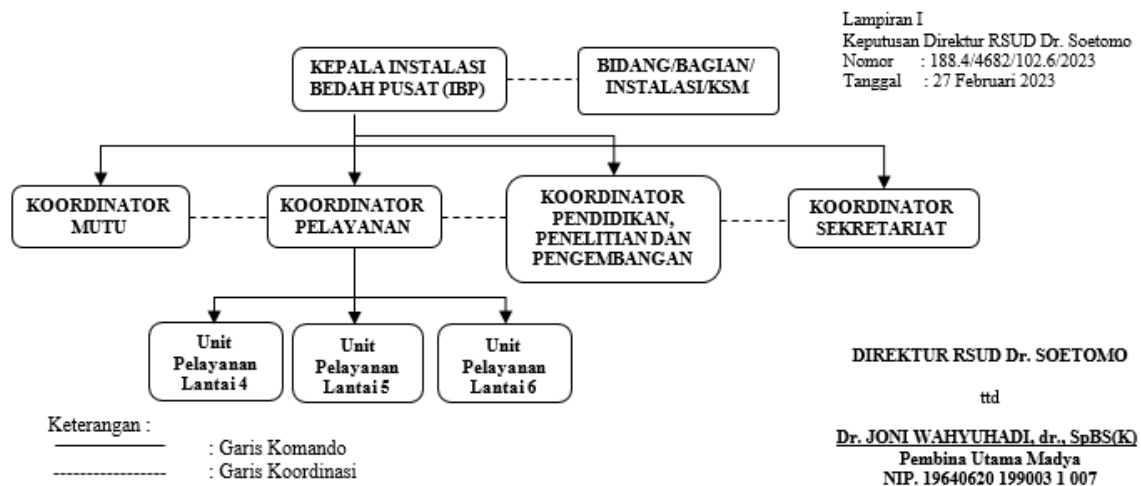 Lampiran I
Keputusan Direktur RSUD Dr. Soetomo
Nomor : 188.4/4682/102.6/2023
Tanggal : 27 Februari 2023
KEPALA INSTALASI
BEDAH PUSAT (IBP)
BIDANG/BAGIAN/
INSTALASI/KSM
KOORDINATOR
MUTU
KOORDINATOR
PELAYANAN
KOORDINATOR
PENDIDIKAN,
PENELITIAN DAN
PENGEMBANGAN
KOORDINATOR
SEKRETARIAT
Unit
Pelayanan
Lantai 4
Unit
Pelayanan
Lantai 5
Unit
Pelayanan
Lantai 6
Keterangan :
: Garis Komando
: Garis Koordinasi
DIREKTUR RSUD Dr. SOETOMO
ttd
Dr. JONI WAHYUHADI, dr., SpBS(K)
Pembina Utama Madya
NIP. 19640620 199003 1 007